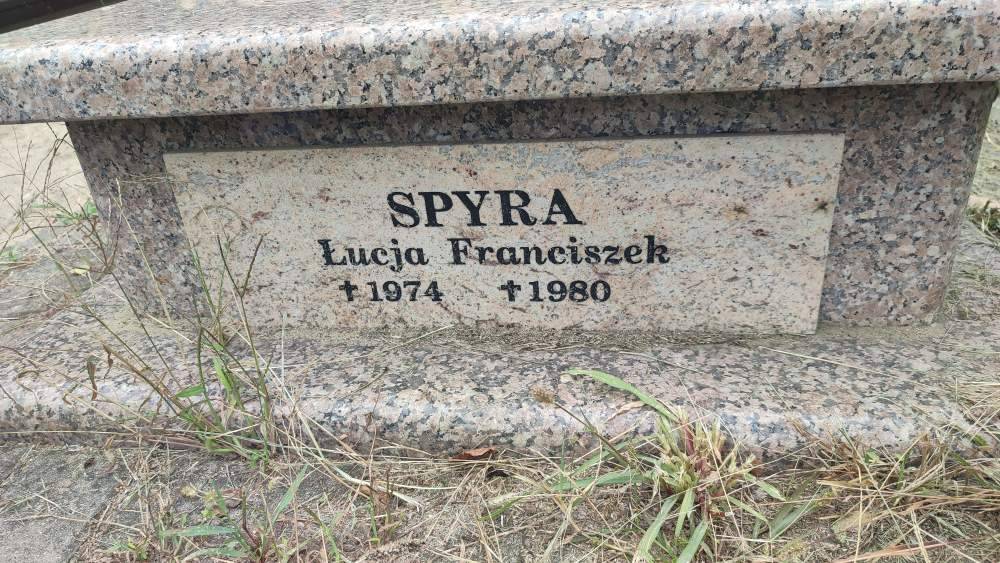 SPYRA
Łucja Franciszek
✝1974 ✝1980